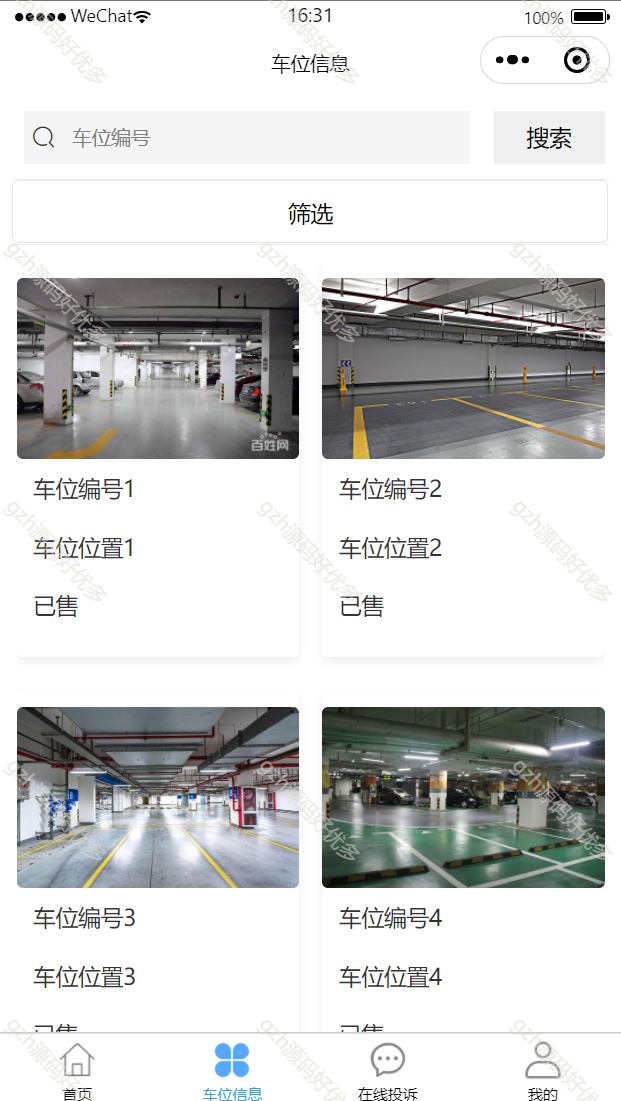 WeChat 16:31 100%
车位信息
车位编号 搜索
筛选
百姓网
车位编号1 车位编号2
车位位置1 车位位置2
已售 已售
车位编号3 车位编号4
车位位置3 车位位置4
已售 已售
首页 车位信息 在线投诉 我的
gzh源码好优多